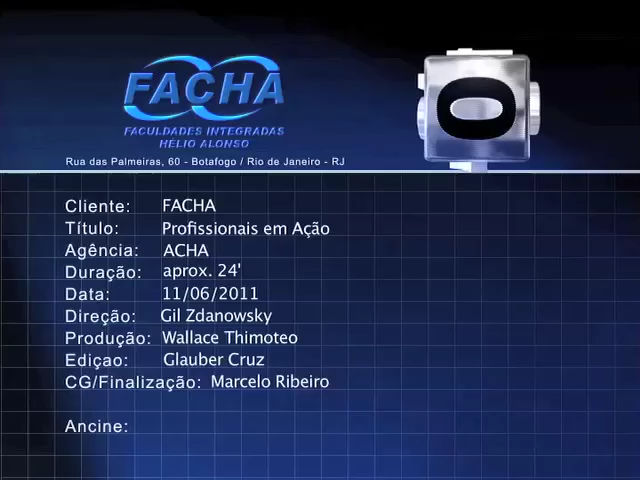 FACHA
FACULDADES INTEGRADAS
HÉLIO ALONSO
Rua das Palmeiras, 60 - Botafogo / Rio de Janeiro - RJ
Cliente: FACHA
Título: Profissionais em Ação
Agência: ACHA
Duração: aprox. 24'
Data: 11/06/2011
Direção: Gil Zdanowsky
Produção: Wallace Thimoteo
Ediçao: Glauber Cruz
CG/Finalização: Marcelo Ribeiro
Ancine: